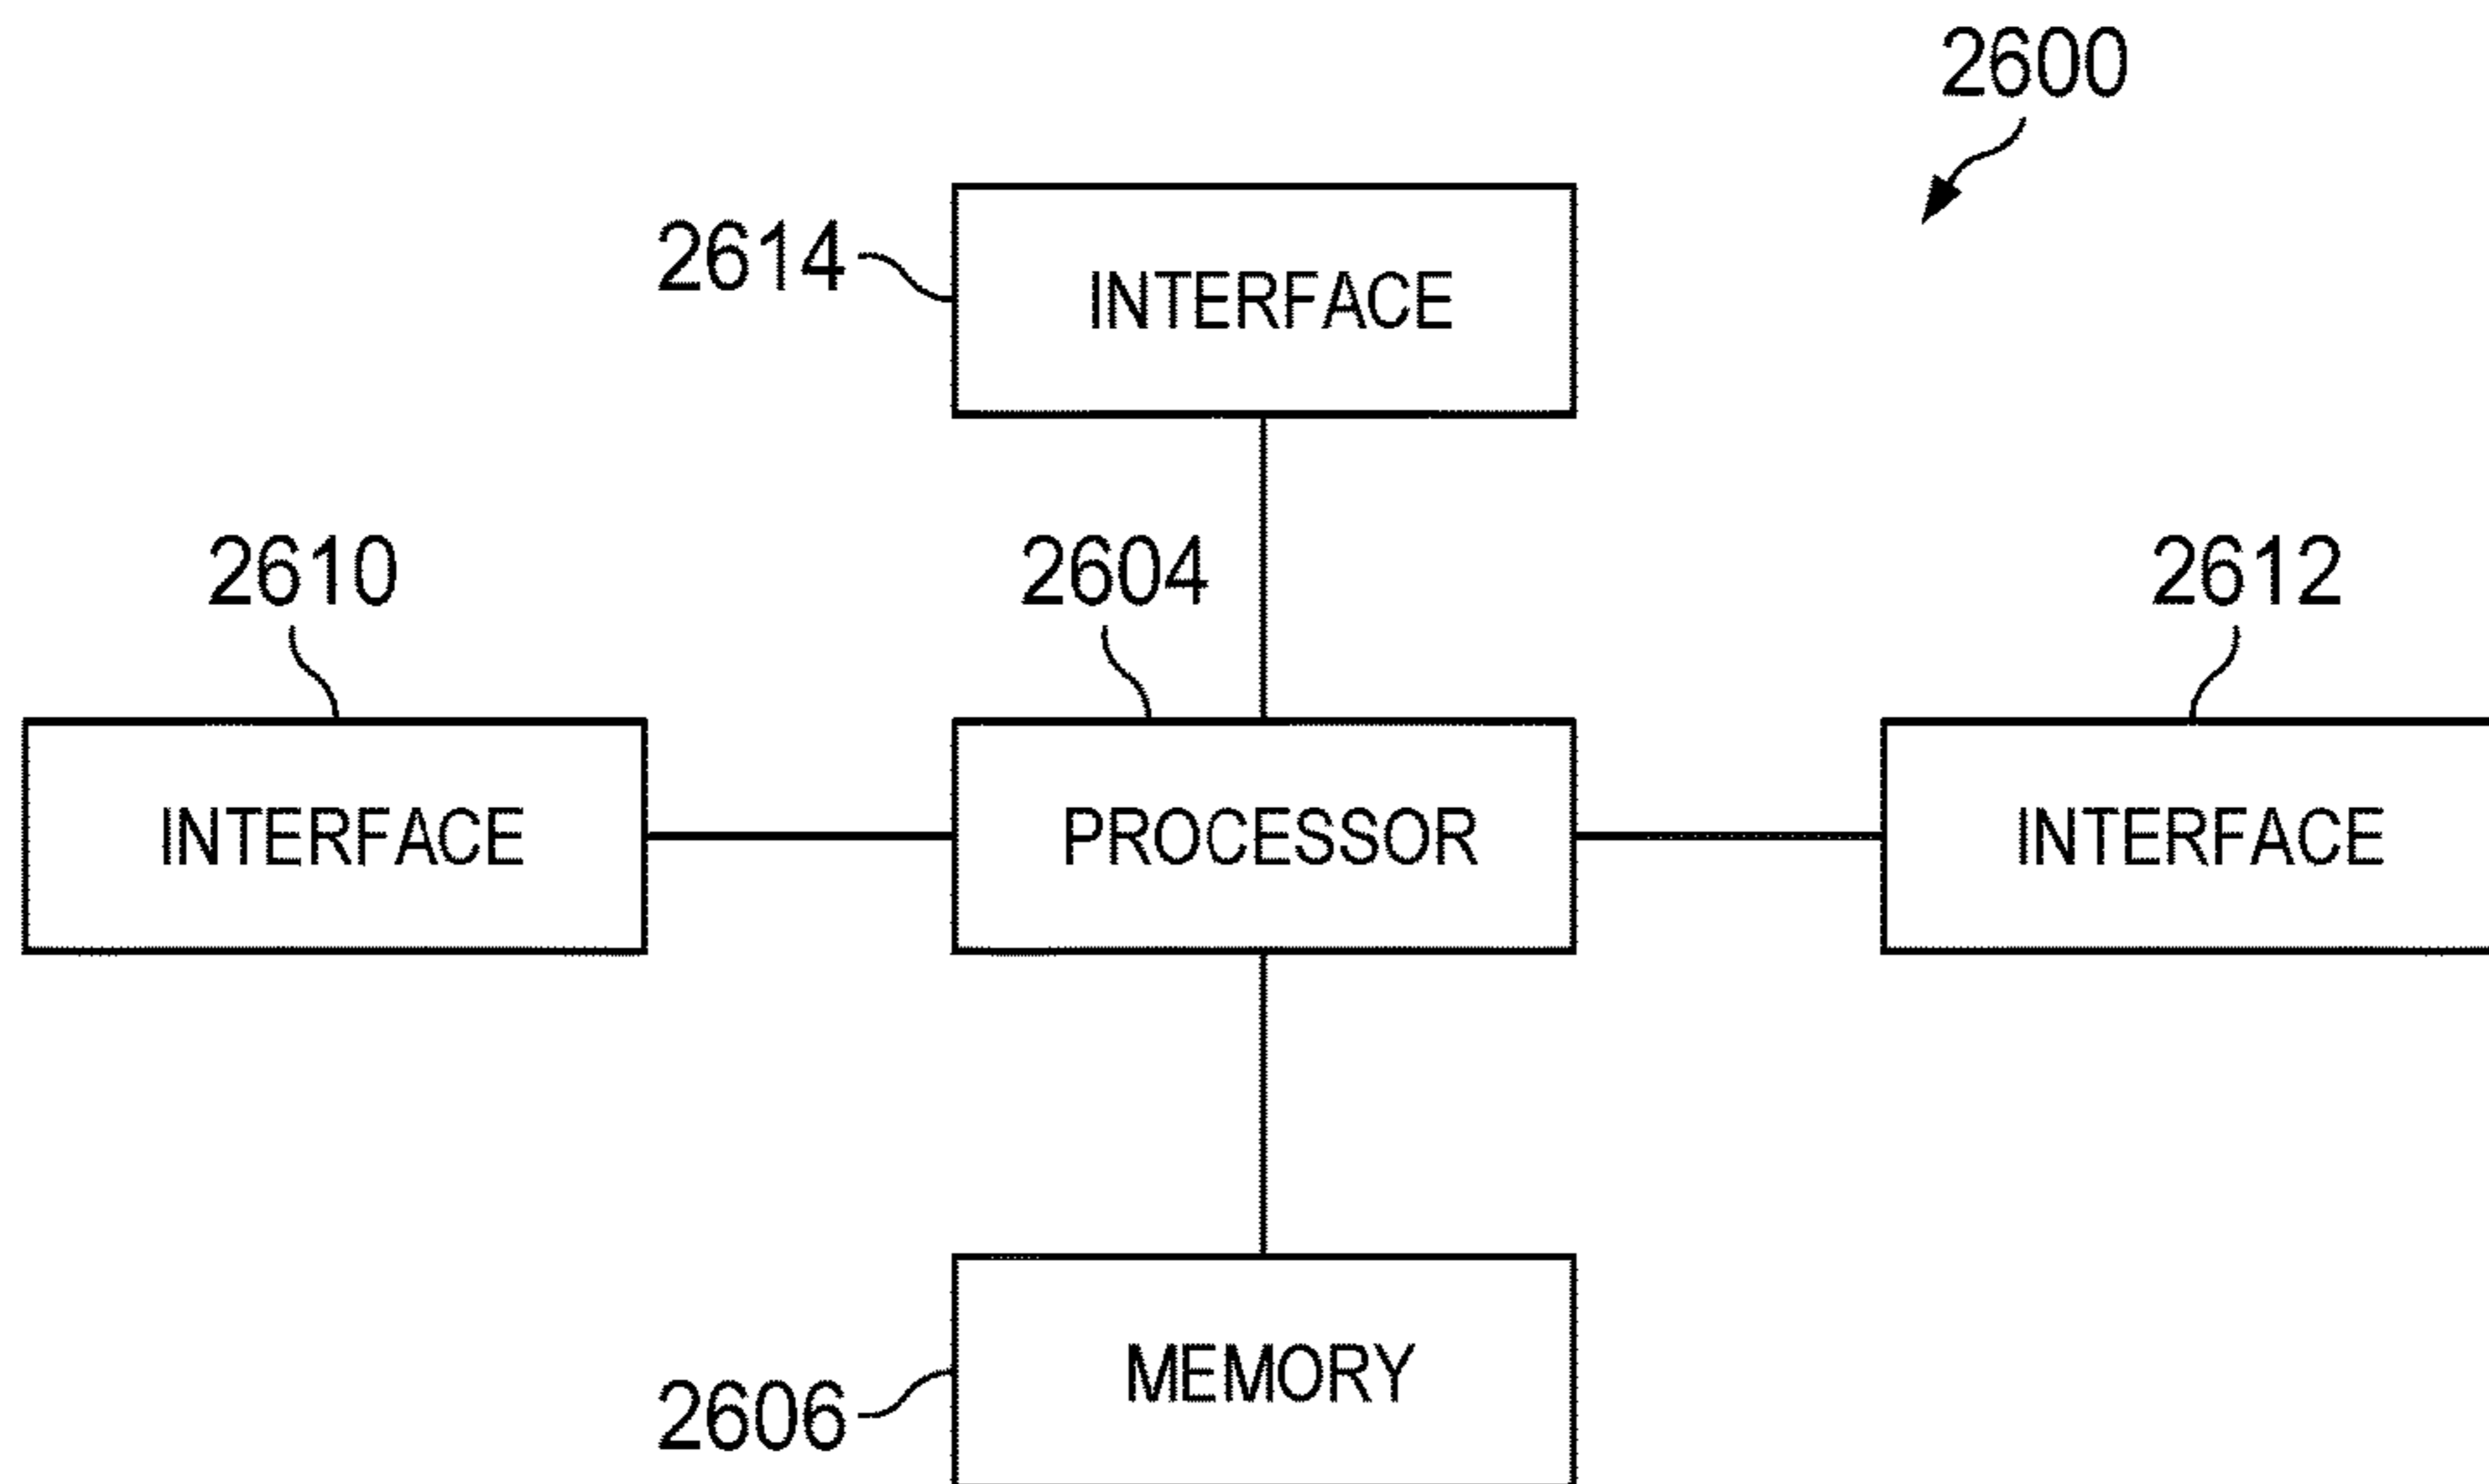 2600
2614
INTERFACE
2610
2604
2612
INTERFACE
PROCESSOR
INTERFACE
MEMORY
2606